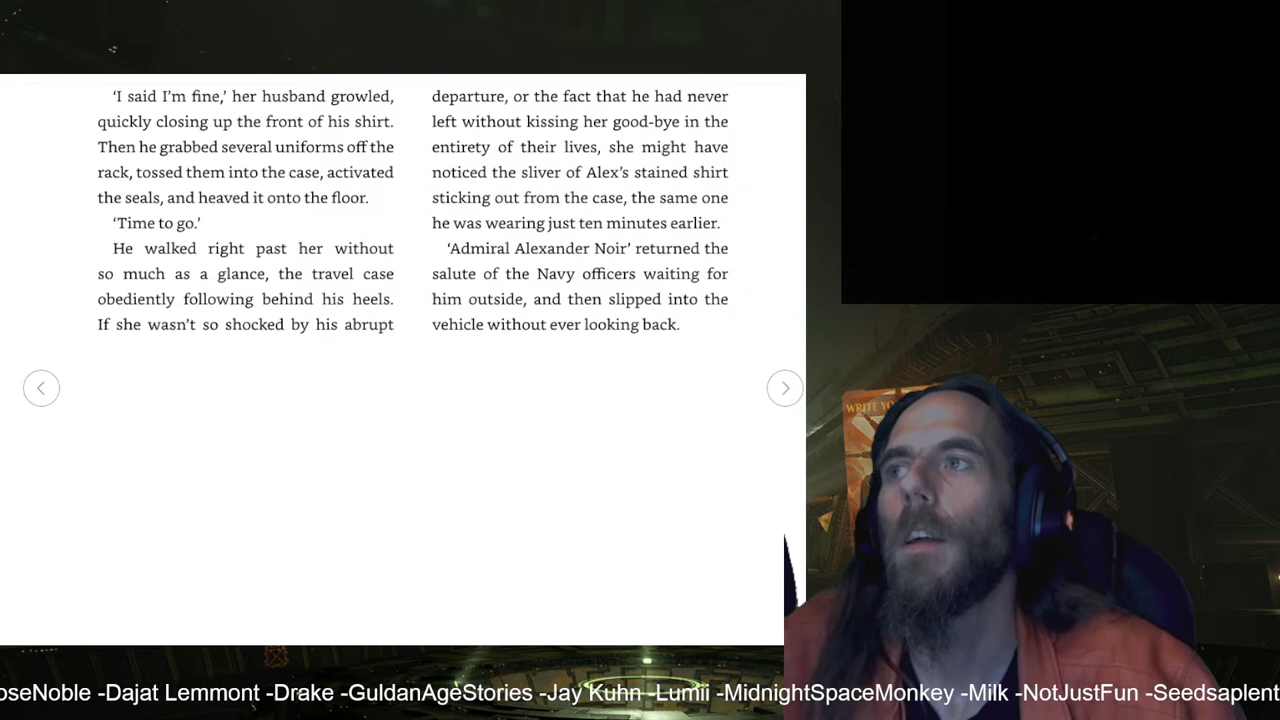 ‘I said I’m fine,’ her husband growled,
quickly closing up the front of his shirt.
Then he grabbed several uniforms off the
rack, tossed them into the case, activated
the seals, and heaved it onto the floor.
‘Time to go.’
He walked right past her without
so much as a glance, the travel case
obediently following behind his heels.
If she wasn’t so shocked by his abrupt
departure, or the fact that he had never
left without kissing her good-bye in the
entirety of their lives, she might have
noticed the sliver of Alex’s stained shirt
sticking out from the case, the same one
he was wearing just ten minutes earlier.
‘Admiral Alexander Noir’ returned the
salute of the Navy officers waiting for
him outside, and then slipped into the
vehicle without ever looking back.
WRITE
oseNoble -Dajat Lemmont -Drake -GuldanAgeStories -Jay Kuhn -Lumii -MidnightSpaceMonkey -Milk -NotJustFun -Seedsaplent